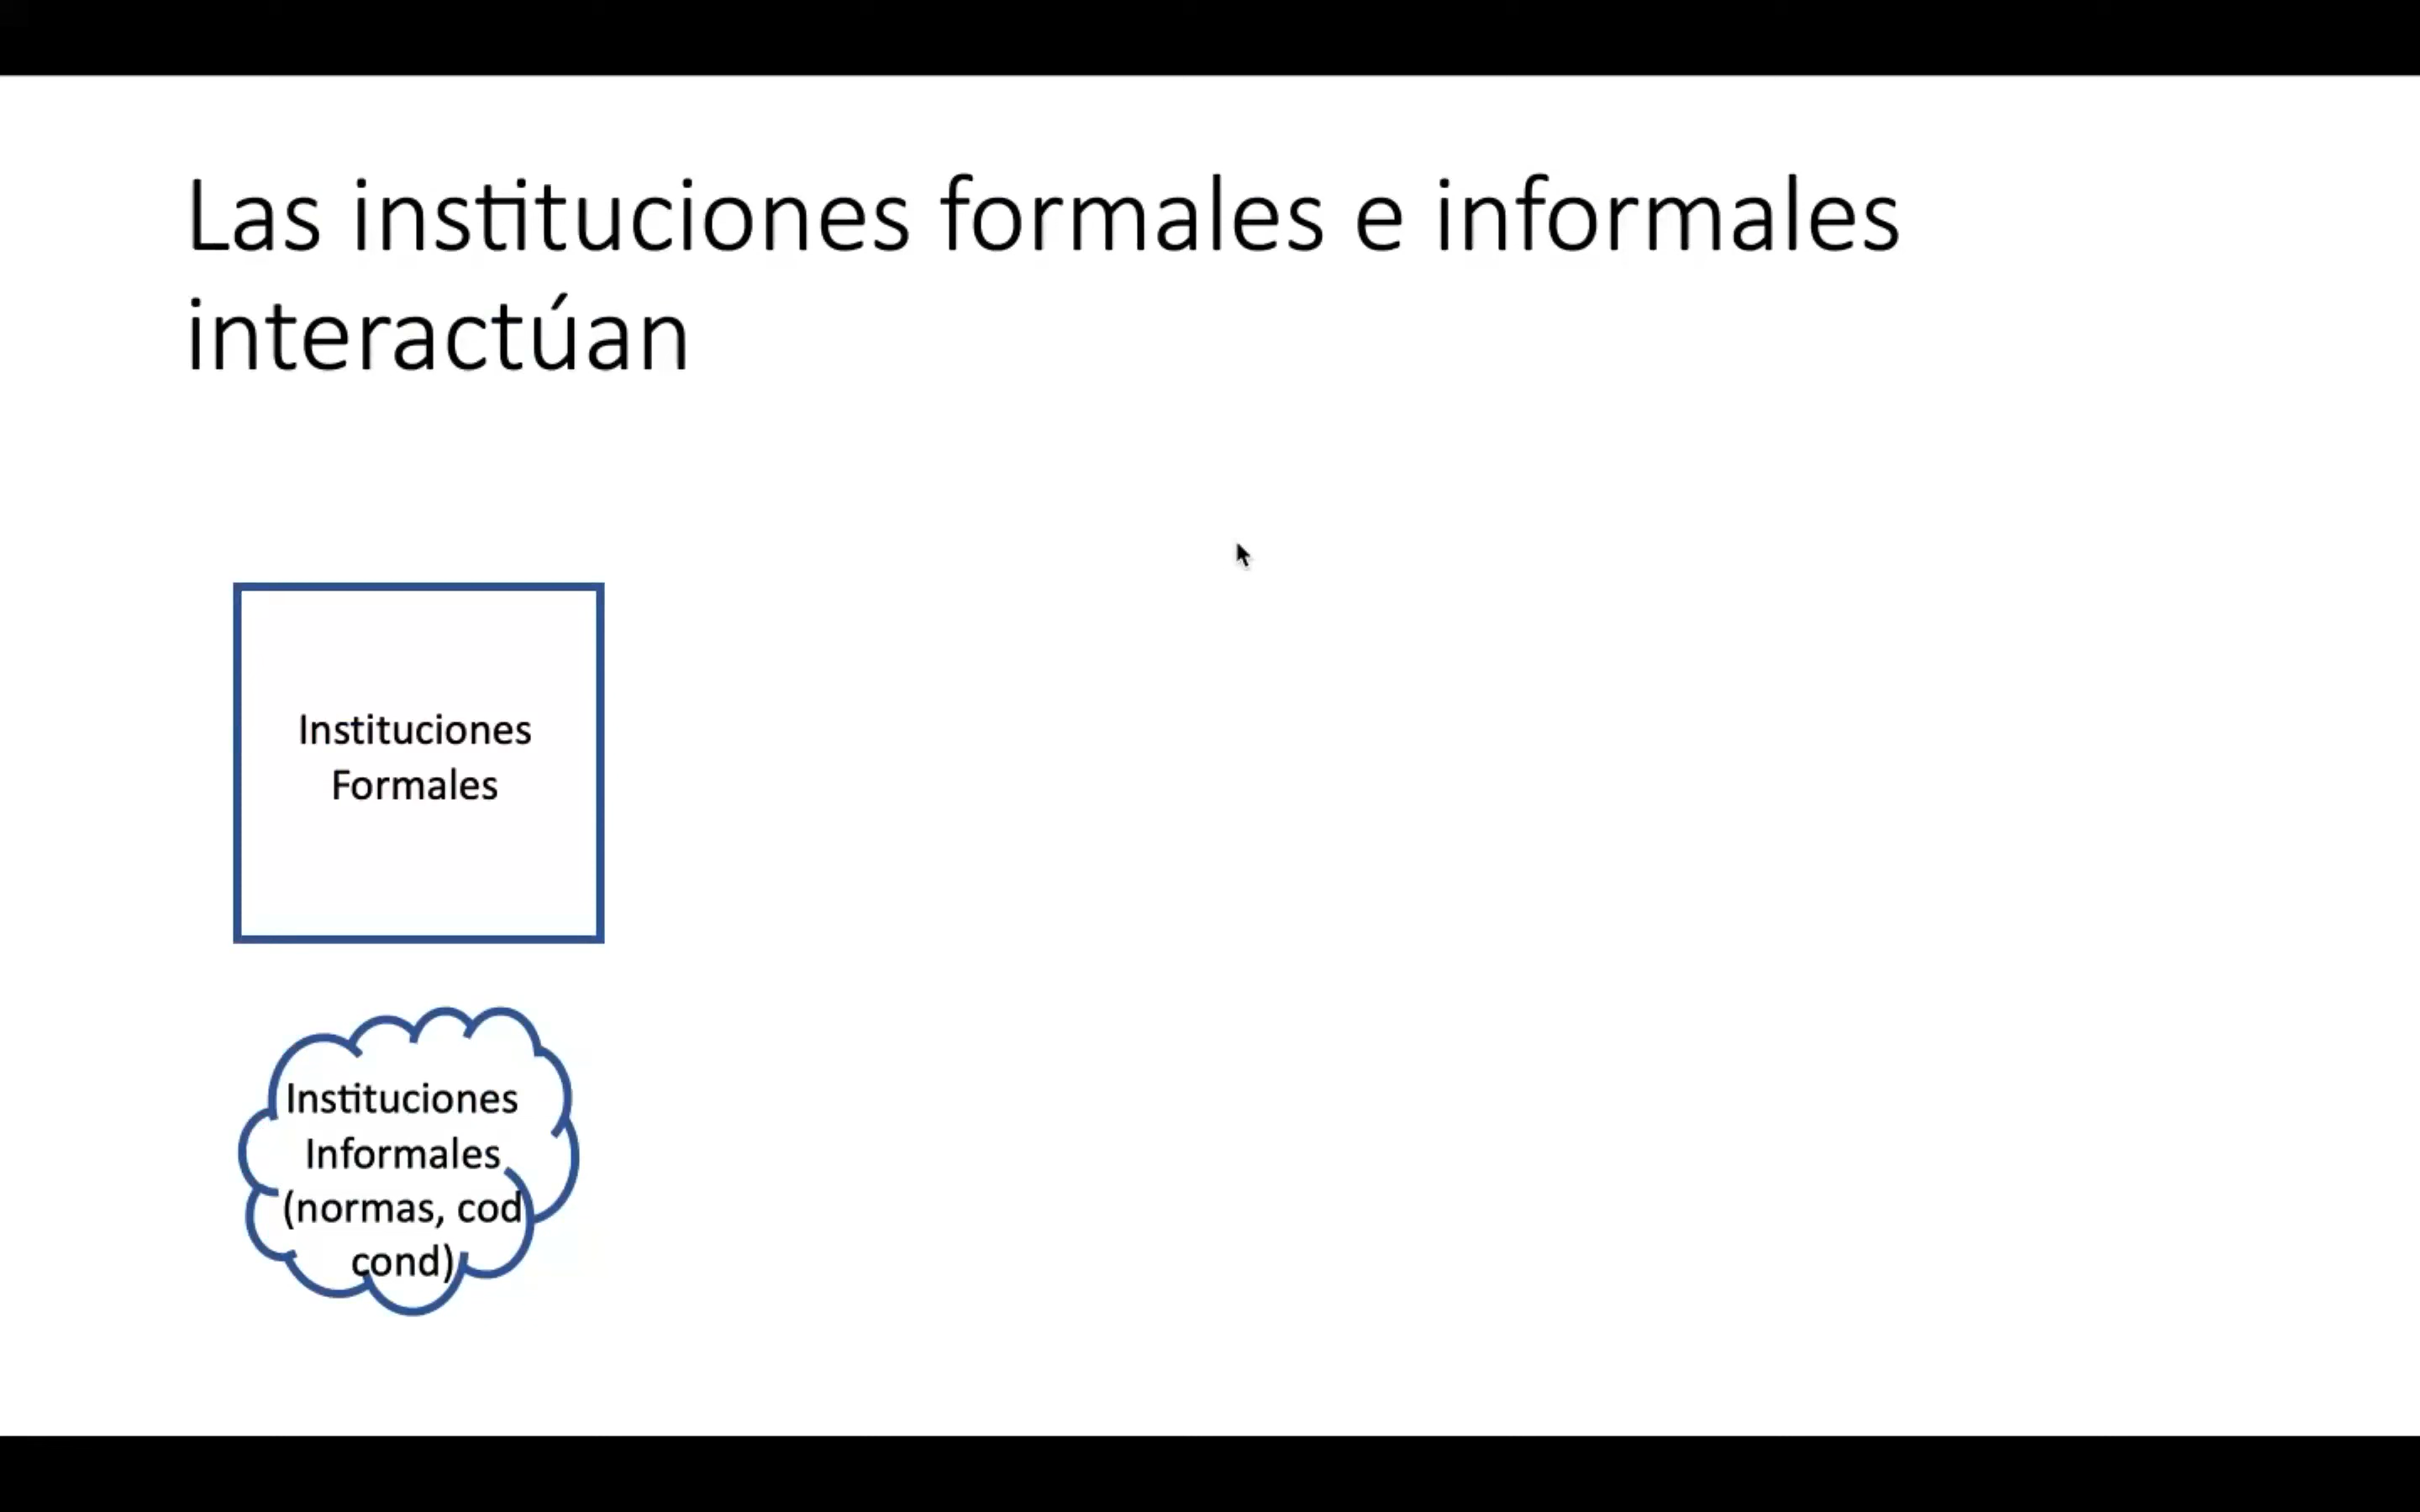 Las instituciones formales e informales
interactúan
Instituciones
Formales
Instituciones
Informales
(normas, cod
cond)